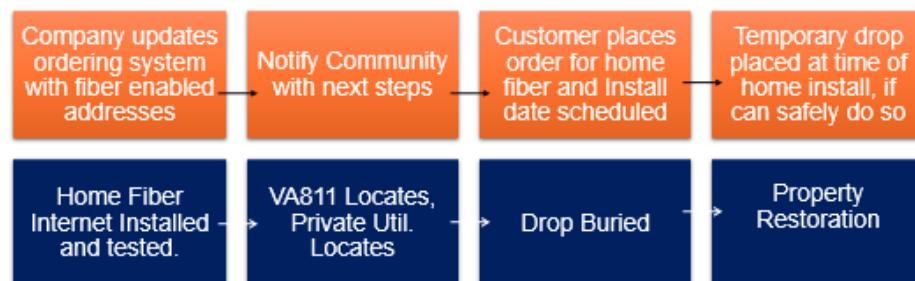 Company updates
ordering system
with fiber enabled
addresses
Notify Community
with next steps
Customer places
order for home
fiber and Install
date scheduled
Temporary drop
placed at time of
home install, if
can safely do so
Home Fiber
Internet Installed
and tested.
VA811 Locates,
Private Util.
Locates
Drop Buried
Property
Restoration